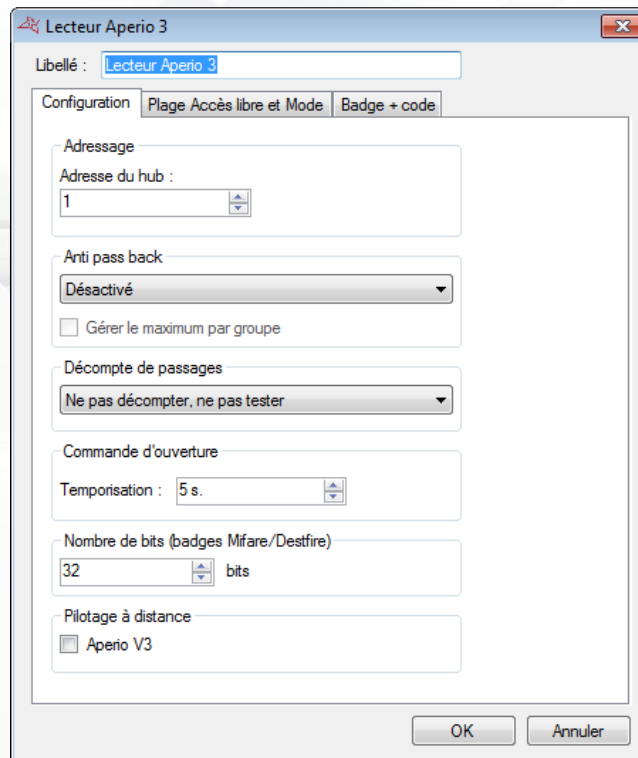 Lecteur Aperio 3
Libellé : Lecteur Aperio 3
Configuration Plage Accès libre et Mode Badge + code
Adressage
Adresse du hub :
1
Anti pass back
Désactivé
Gérer le maximum par groupe
Décompte de passages
Ne pas décompter, ne pas tester
Commande d'ouverture
Temporisation : 5 s.
Nombre de bits (badges Mifare/Destfire)
32 bits
Pilotage à distance
Aperio V3
OK Annuler